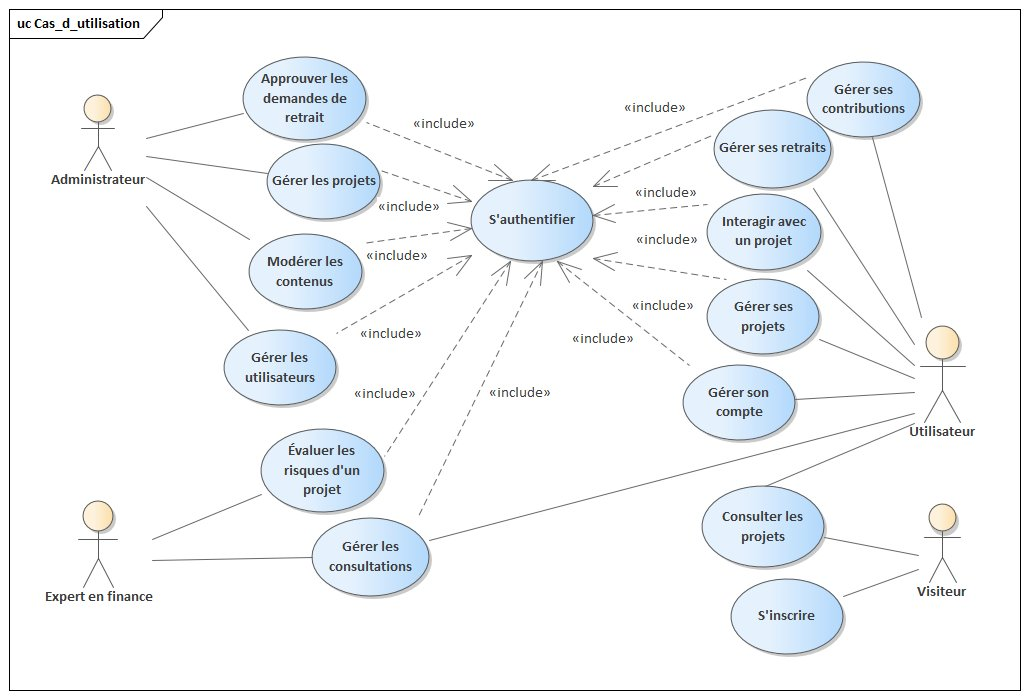 uc Cas_d_utilisation
Approuver les
demandes de
retrait
Gérer ses
contributions
«include»
«include»
Gérer ses retraits
Administrateur
Gérer les projets
«include»
«include»
S'authentifier
Interagir avec
un projet
«include»
«include»
Modérer les
contenus
Gérer ses
projets
«include»
«include»
«include»
Gérer les
utilisateurs
Gérer son
compte
«include»
«include»
Utilisateur
Évaluer les
risques d'un
projet
Consulter les
projets
Gérer les
consultations
Expert en finance
Visiteur
S'inscrire